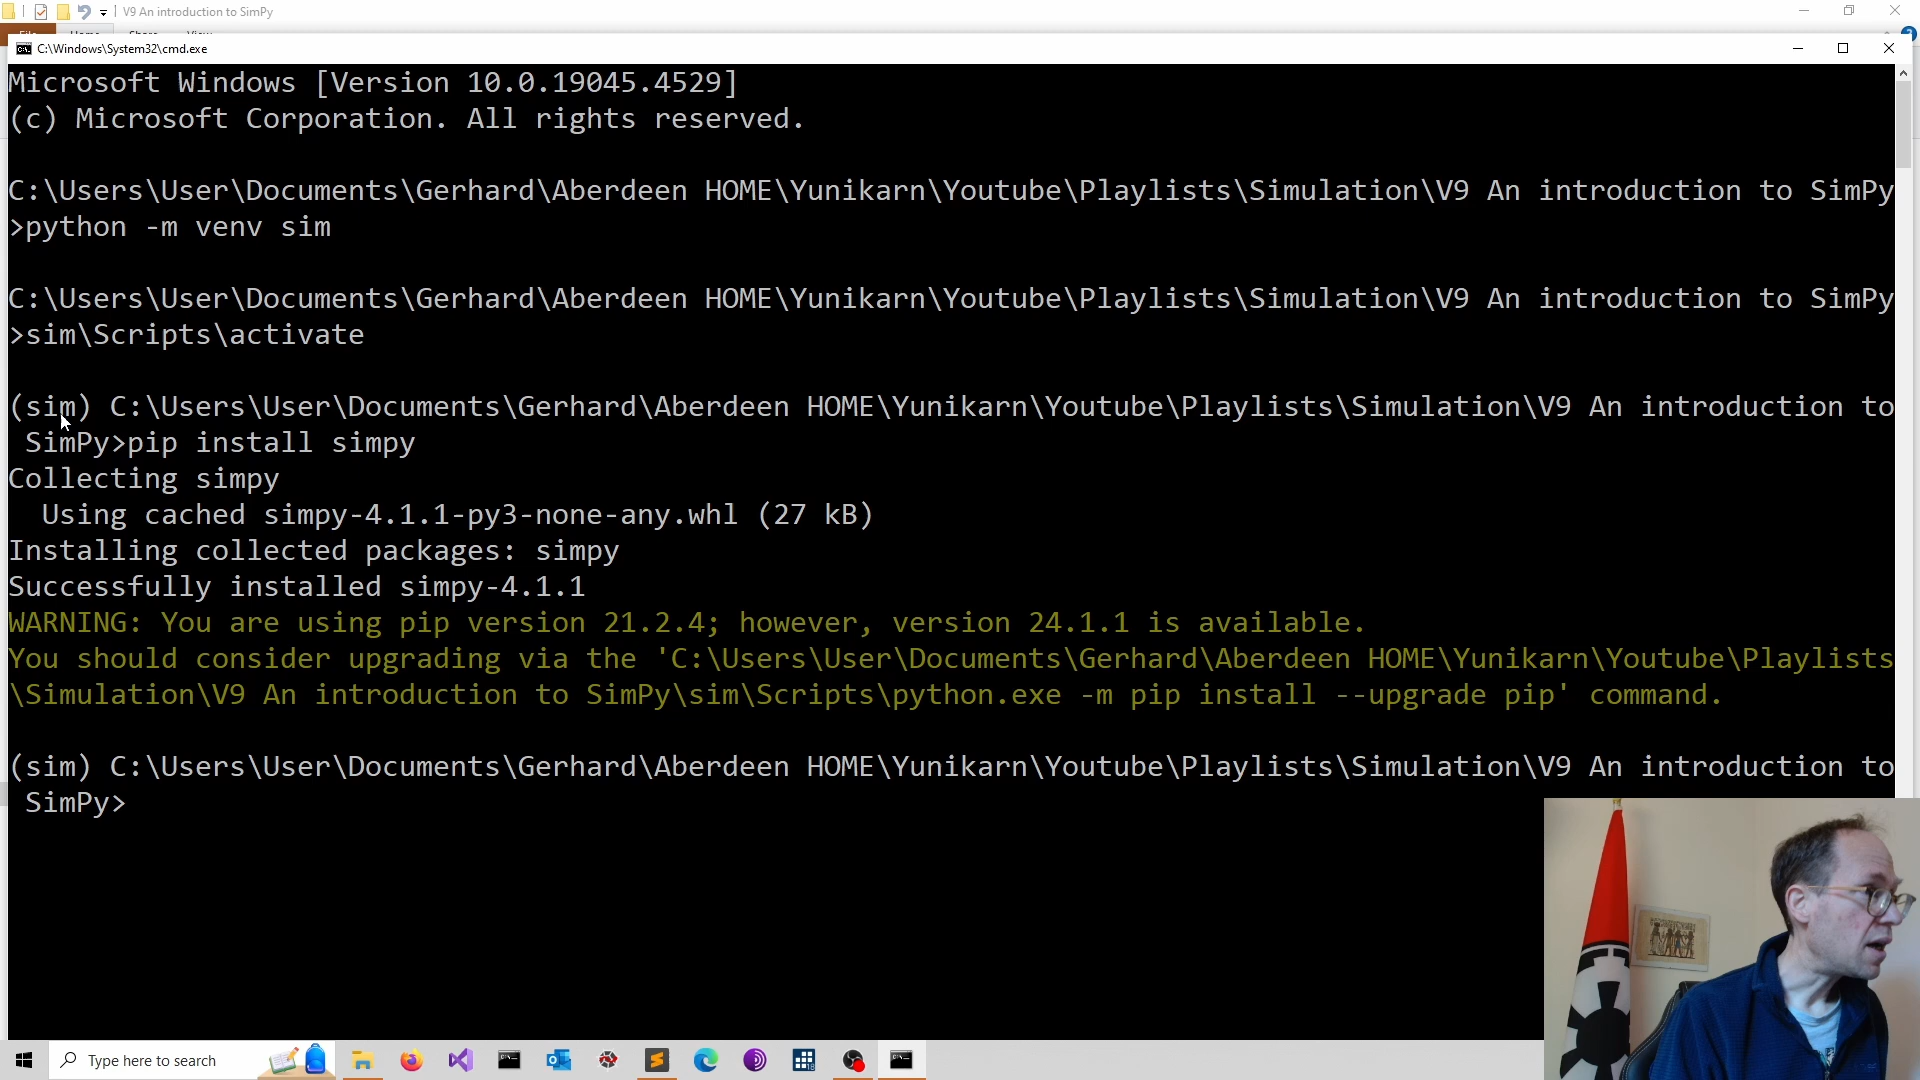 V9 An introduction to SimPy
File Home Share View
C:\Windows\System32\cmd.exe
Microsoft Windows [Version 10.0.19045.4529]
(c) Microsoft Corporation. All rights reserved.
C:\Users\User\Documents\Gerhard\Aberdeen HOME\Yunikarn\Youtube\Playlists\Simulation\V9 An introduction to SimPy
>python -m venv sim
C:\Users\User\Documents\Gerhard\Aberdeen HOME\Yunikarn\Youtube\Playlists\Simulation\V9 An introduction to SimPy
>sim\Scripts\activate
(sim) C:\Users\User\Documents\Gerhard\Aberdeen HOME\Yunikarn\Youtube\Playlists\Simulation\V9 An introduction to
SimPy>pip install simpy
Collecting simpy
Using cached simpy-4.1.1-py3-none-any.whl (27 kB)
Installing collected packages: simpy
Successfully installed simpy-4.1.1
WARNING: You are using pip version 21.2.4; however, version 24.1.1 is available.
You should consider upgrading via the 'C:\Users\User\Documents\Gerhard\Aberdeen HOME\Yunikarn\Youtube\Playlists
\Simulation\V9 An introduction to SimPy\sim\Scripts\python.exe -m pip install --upgrade pip' command.
(sim) C:\Users\User\Documents\Gerhard\Aberdeen HOME\Yunikarn\Youtube\Playlists\Simulation\V9 An introduction to
SimPy>
Type here to search